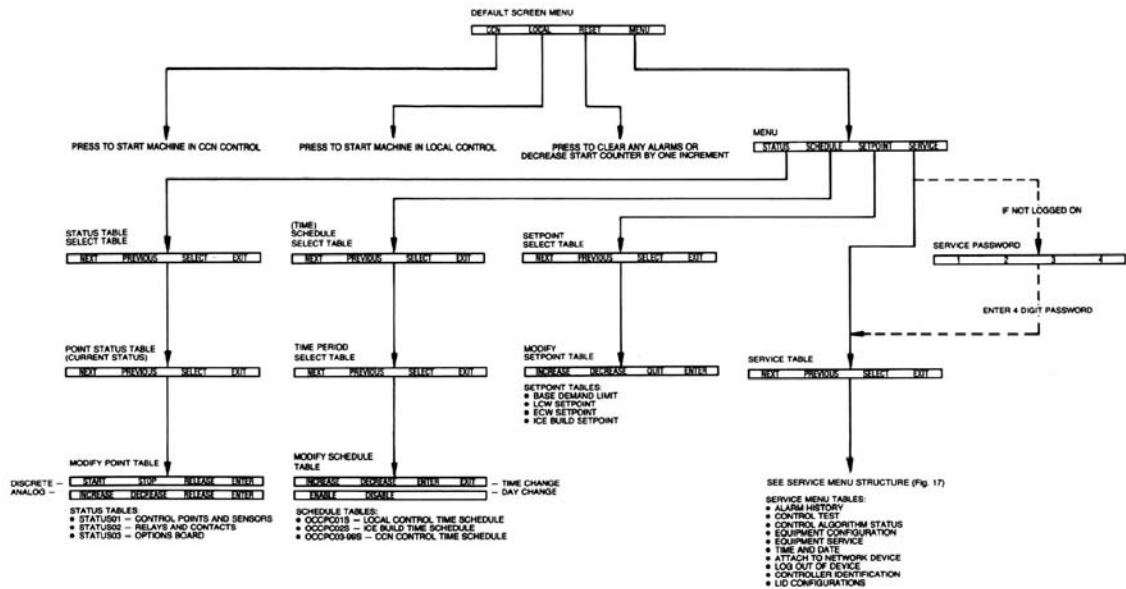 DEFAULT SCREEN MENU
CCN LOCAL RESET MENU
PRESS TO START MACHINE IN CCN CONTROL
PRESS TO START MACHINE IN LOCAL CONTROL
PRESS TO CLEAR ANY ALARMS OR
DECREASE START COUNTER BY ONE INCREMENT
MENU
STATUS SCHEDULE SETPOINT SERVICE
IF NOT LOGGED ON
SERVICE PASSWORD
1 2 3 4
ENTER 4 DIGIT PASSWORD
STATUS TABLE
SELECT TABLE
NEXT PREVIOUS SELECT EXIT
(TIME)
SCHEDULE
SELECT TABLE
NEXT PREVIOUS SELECT EXIT
SETPOINT
SELECT TABLE
NEXT PREVIOUS SELECT EXIT
POINT STATUS TABLE
(CURRENT STATUS)
NEXT PREVIOUS SELECT EXIT
TIME PERIOD
SELECT TABLE
NEXT PREVIOUS SELECT EXIT
MODIFY
SETPOINT TABLE
INCREASE DECREASE QUIT ENTER
SETPOINT TABLES:
• BASE DEMAND LIMIT
• LCW SETPOINT
• ECW SETPOINT
• ICE BUILD SETPOINT
SERVICE TABLE
NEXT PREVIOUS SELECT EXIT
MODIFY POINT TABLE
DISCRETE – START STOP RELEASE ENTER
ANALOG – INCREASE DECREASE RELEASE ENTER
STATUS TABLES:
• STATUS01 – CONTROL POINTS AND SENSORS
• STATUS02 – RELAYS AND CONTACTS
• STATUS03 – OPTIONS BOARD
MODIFY SCHEDULE
TABLE
INCREASE DECREASE ENTER EXIT – TIME CHANGE
ENABLE DISABLE – DAY CHANGE
SCHEDULE TABLES:
• OCCPC01S – LOCAL CONTROL TIME SCHEDULE
• OCCPC02S – ICE BUILD TIME SCHEDULE
• OCCPC03-99S – CCN CONTROL TIME SCHEDULE
SEE SERVICE MENU STRUCTURE (Fig. 17)
SERVICE MENU TABLES:
• ALARM HISTORY
• CONTROL TEST
• CONTROL ALGORITHM STATUS
• EQUIPMENT CONFIGURATION
• EQUIPMENT SERVICE
• TIME AND DATE
• ATTACH TO NETWORK DEVICE
• LOG OUT OF DEVICE
• CONTROLLER IDENTIFICATION
• LID CONFIGURATIONS